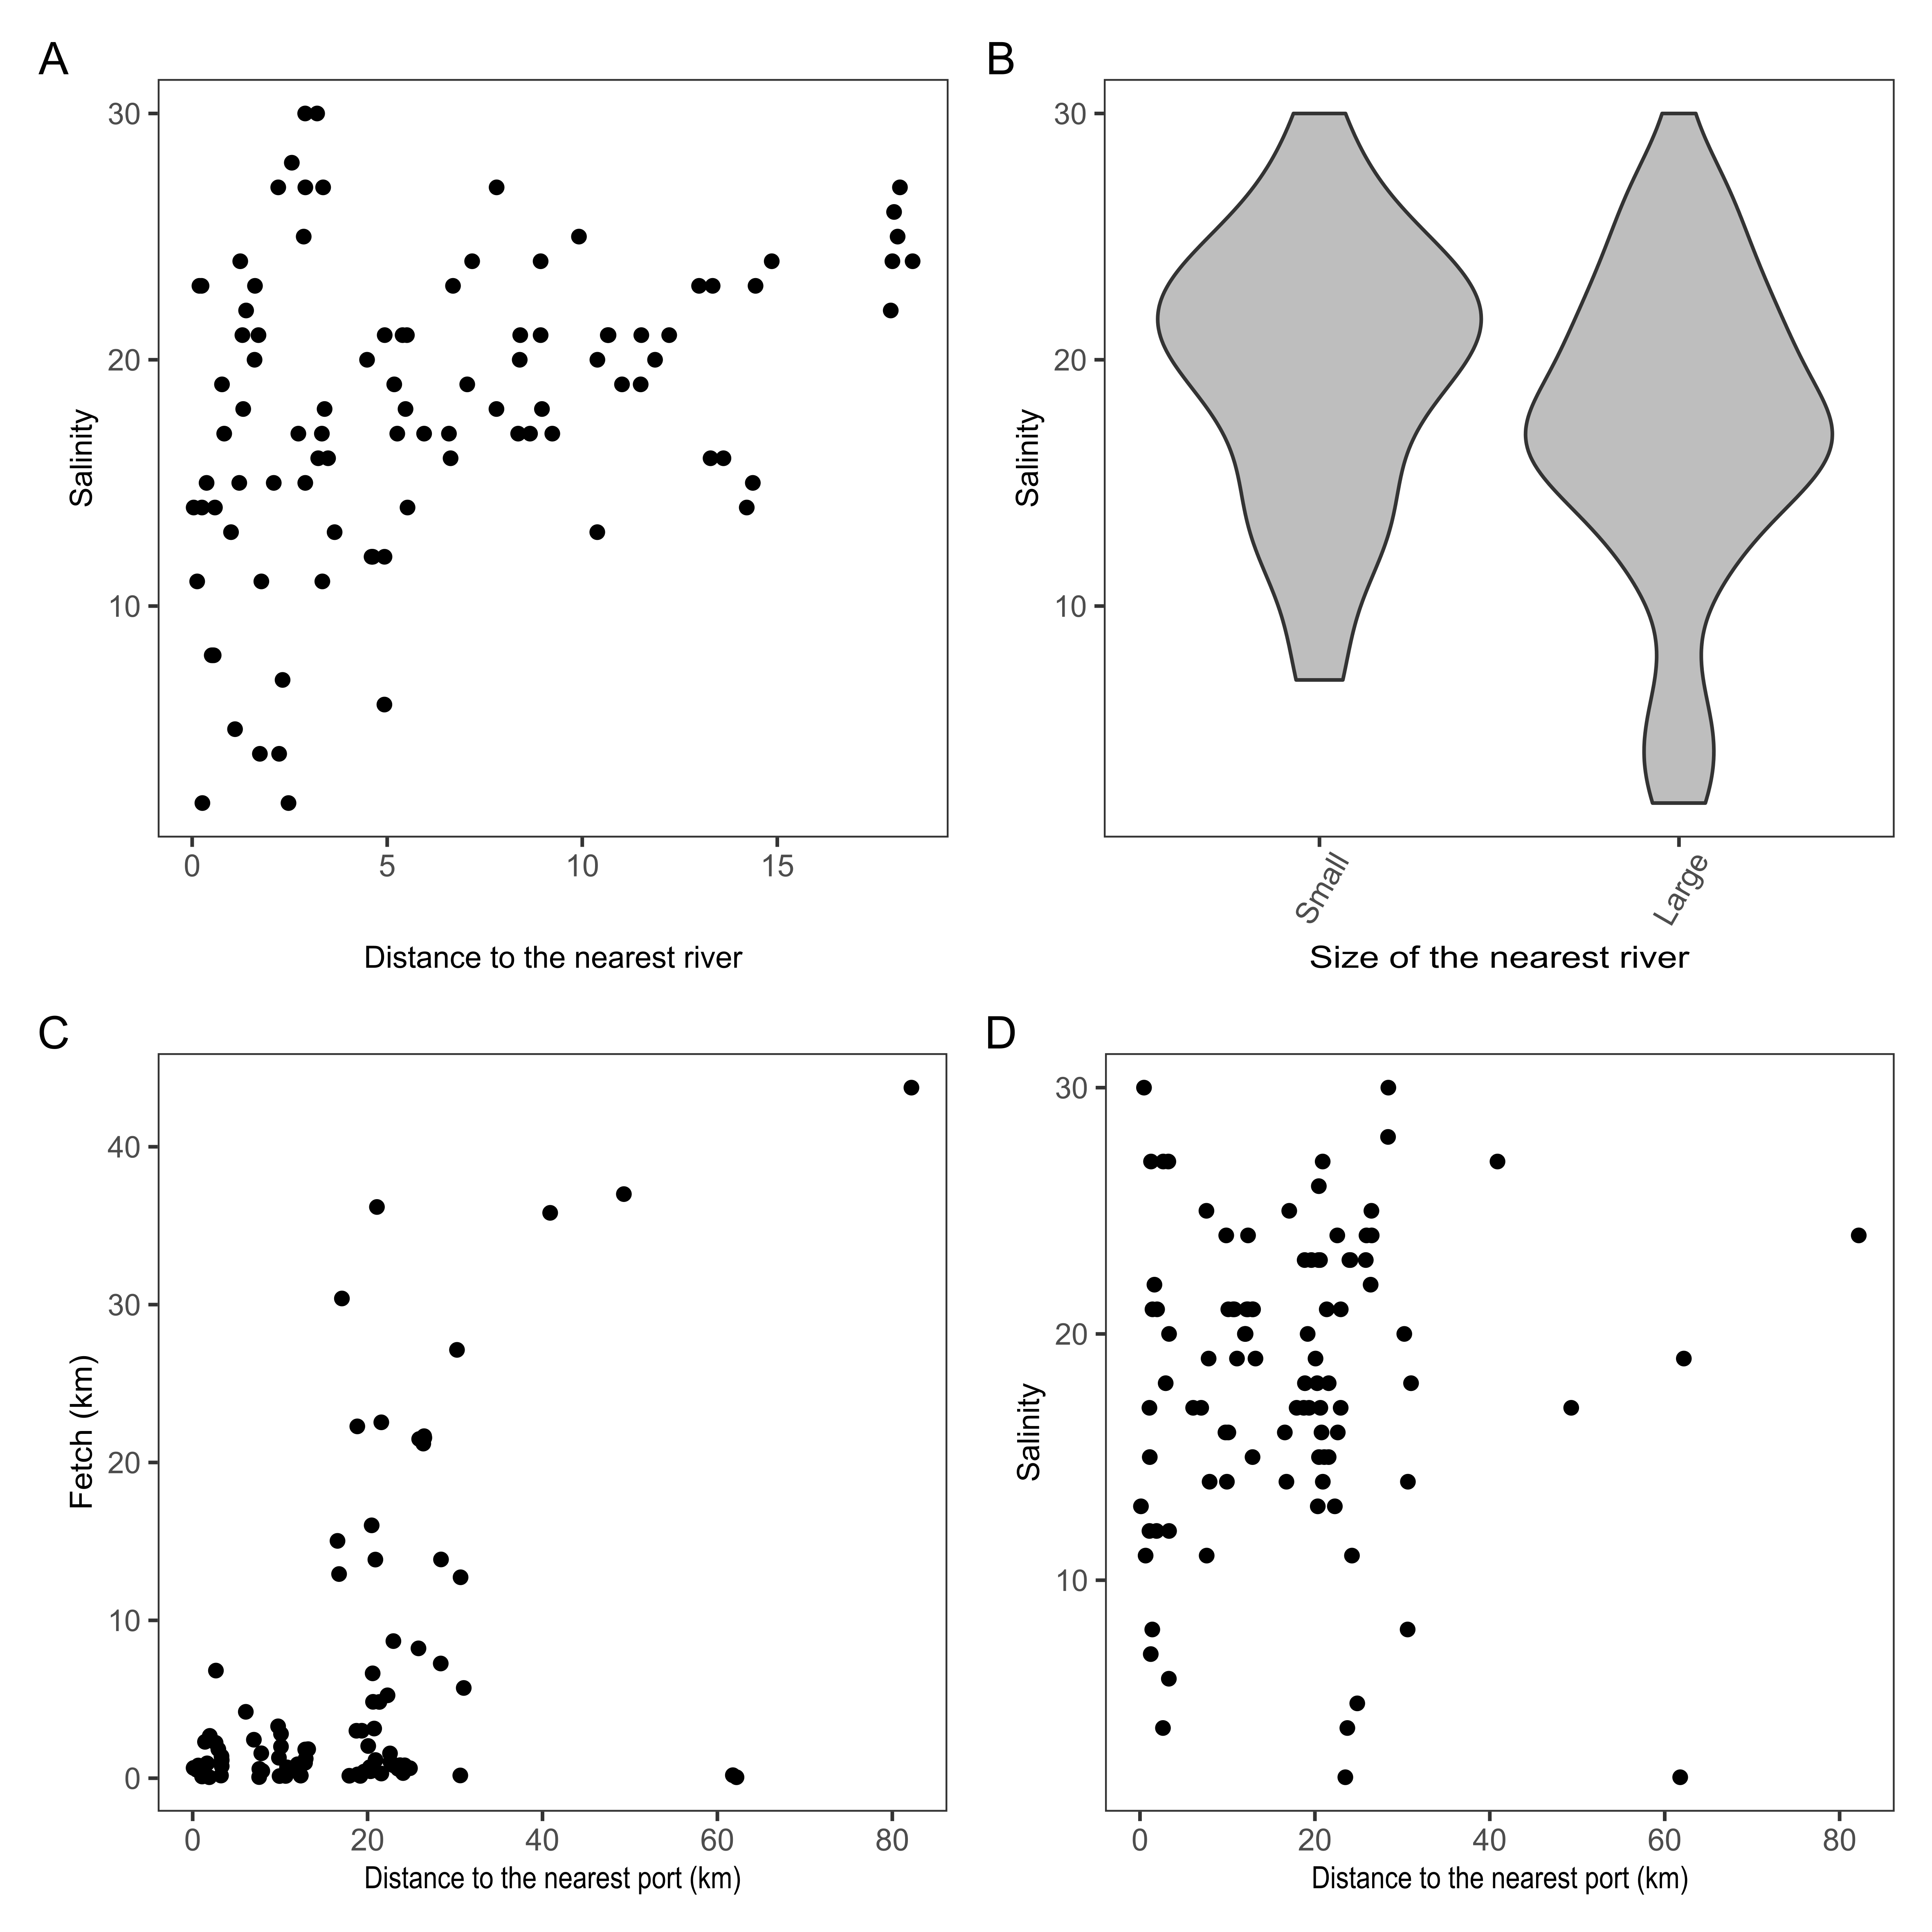 A
B
30
20
10
Salinity
0 5 10 15
Distance to the nearest river
30
20
10
Salinity
Small
Large
Size of the nearest river
C
D
40
30
20
10
0
Fetch (km)
0 20 40 60 80
Distance to the nearest port (km)
30
20
10
Salinity
0 20 40 60 80
Distance to the nearest port (km)